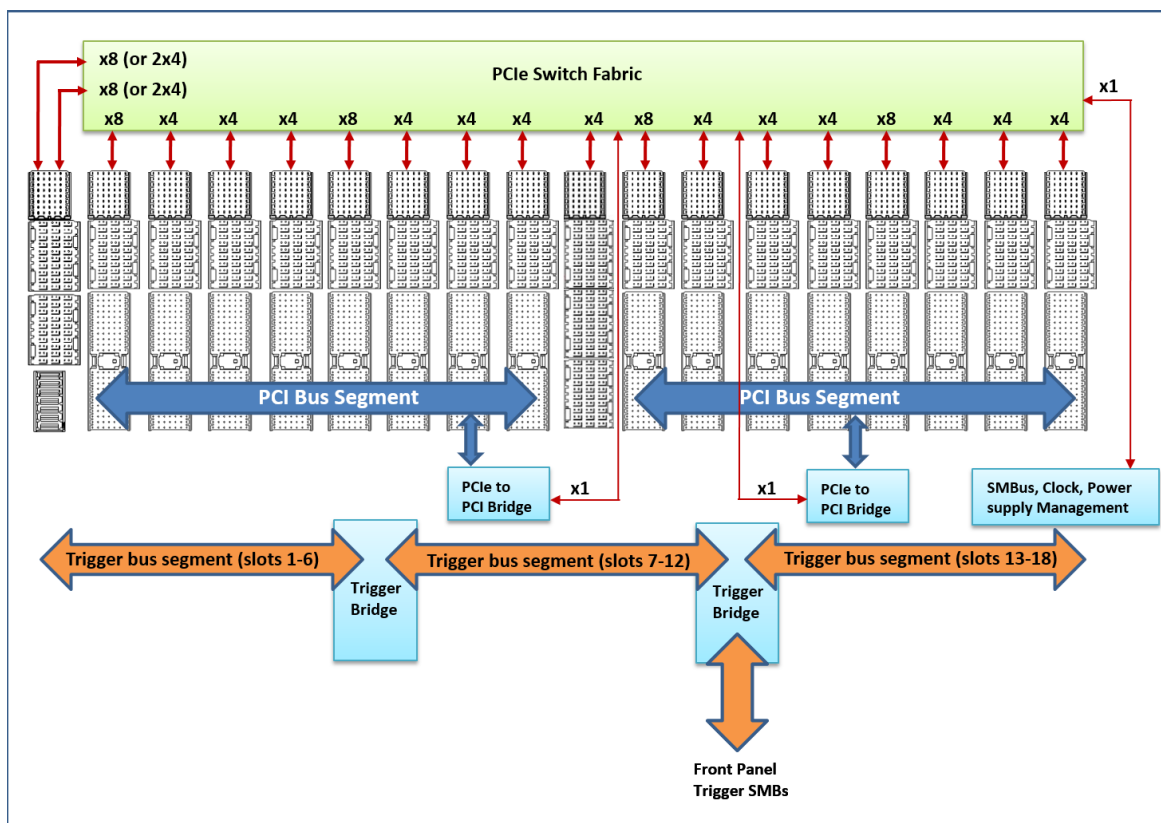 x8 (or 2x4)
PCIe Switch Fabric
x8 (or 2x4)
x1
x8 x4 x4 x4 x8 x4 x4 x4 x4 x8 x4 x4 x4 x8 x4 x4 x4
PCI Bus Segment
PCI Bus Segment
PCIe to
PCI Bridge
x1
x1
PCIe to
PCI Bridge
SMBus, Clock, Power
supply Management
Trigger bus segment (slots 1-6)
Trigger bus segment (slots 7-12)
Trigger bus segment (slots 13-18)
Trigger
Bridge
Trigger
Bridge
Front Panel
Trigger SMBs